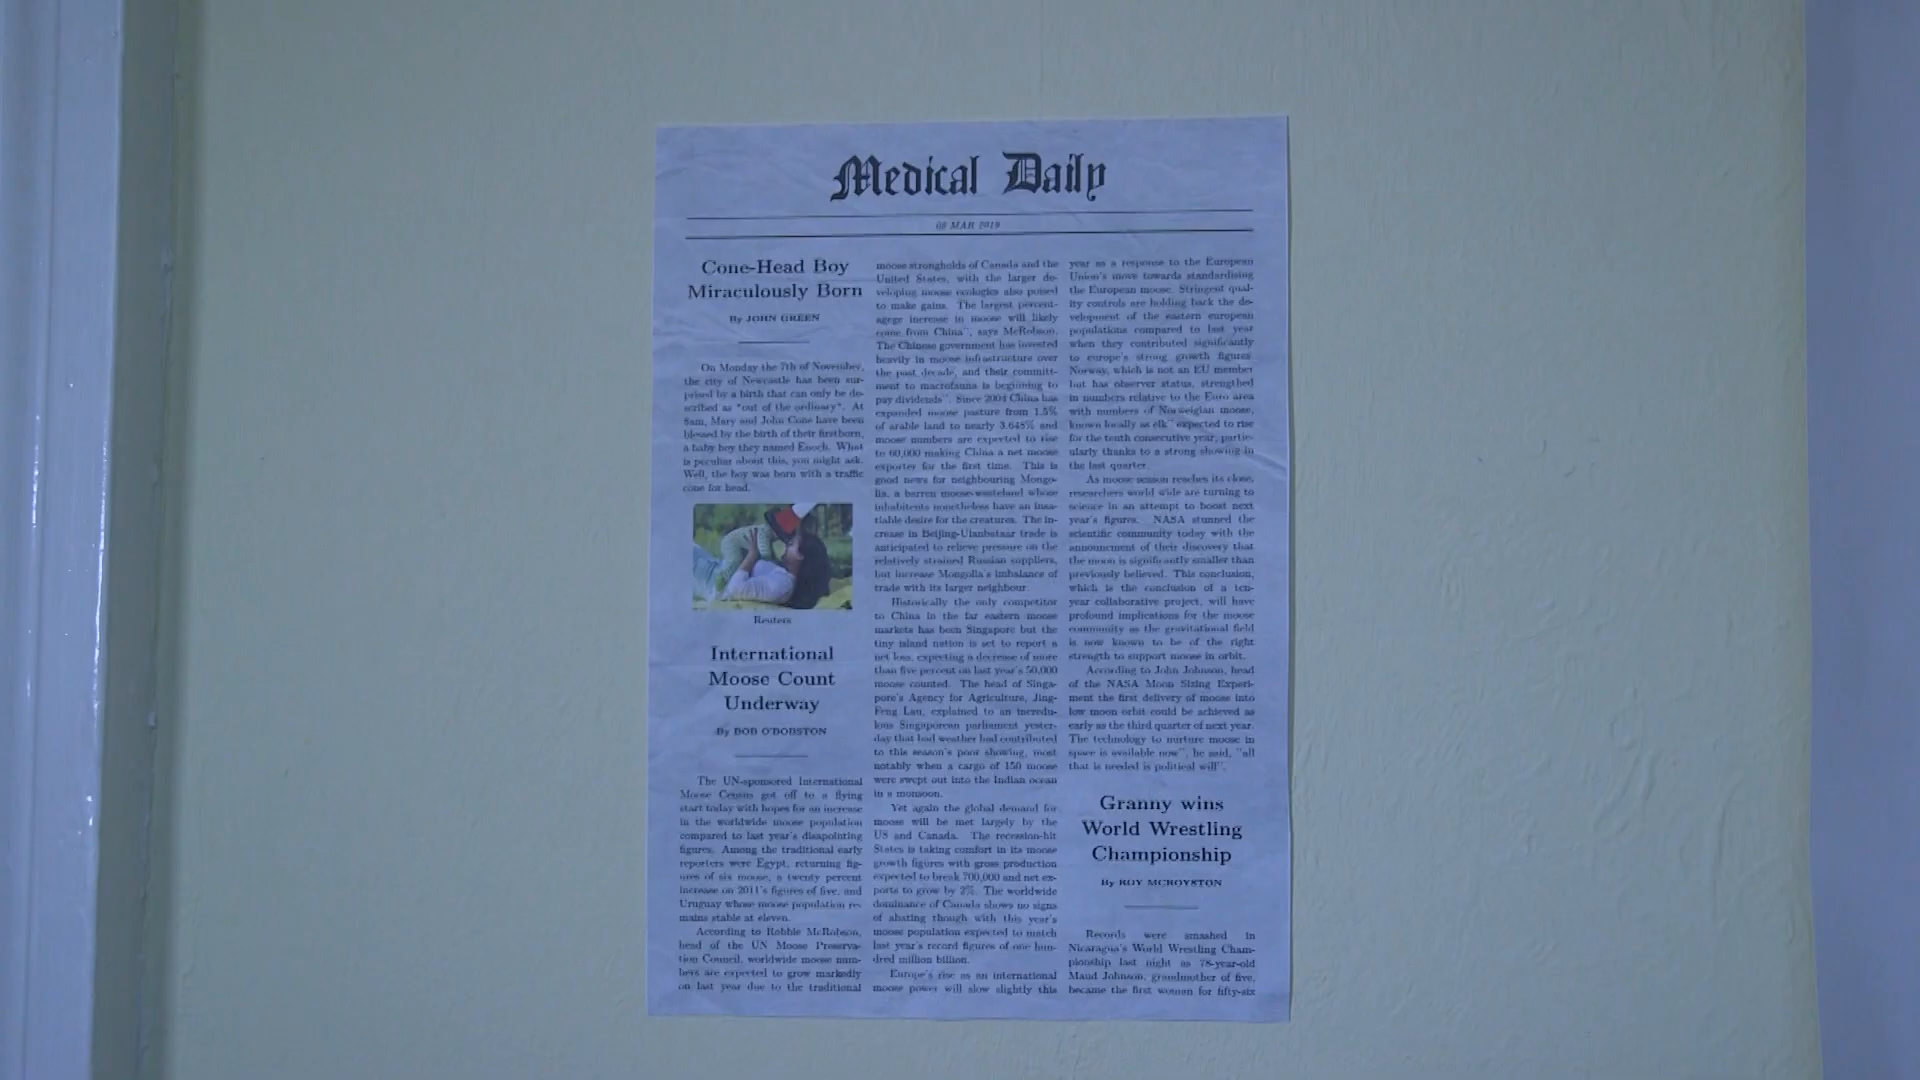 Medical Daily
08 MAR 2019
Cone-Head Boy
Miraculously Born
By JOHN GREEN
On Monday the 7th of November,
the city of Newcastle has been sur-
prised by a birth that can only be de-
scribed as "out of the ordinary". At
8am, Mary and John Cone have been
blessed by the birth of their firstborn,
a baby boy they named Enoch. What
is peculiar about this, you might ask.
Well, the boy was born with a traffic
cone for head.
Reuters
International
Moose Count
Underway
By BOB O'BOBSTON
The UN-sponsored International
Moose Census got off to a flying
start today with hopes for an increase
in the worldwide moose population
compared to last year's disapointing
figures. Among the traditional early
reporters were Egypt, returning fig-
ures of six moose, a twenty percent
increase on 2011's figures of five, and
Uruguay whose moose population re-
mains stable at eleven.
According to Robbie McRobson,
head of the UN Moose Preserva-
tion Council, worldwide moose num-
bers are expected to grow markedly
on last year due to the traditional
moose strongholds of Canada and the
United States, with the larger de-
veloping moose ecologies also poised
to make gains. The largest percent-
agege increase in moose will likely
come from China", says McRobson.
The Chinese government has invested
heavily in moose infrastructure over
the past decade, and their committ-
ment to macrofauna is beginning to
pay dividends". Since 2004 China has
expanded moose pasture from 1.5%
of arable land to nearly 3.648% and
moose numbers are expected to rise
to 60,000 making China a net moose
exporter for the first time. This is
good news for neighbouring Mongo-
lia, a barren moose-wasteland whose
inhabitents nonetheless have an insa-
tiable desire for the creatures. The in-
crease in Beijing-Ulanbataar trade is
anticipated to relieve pressure on the
relatively strained Russian suppliers,
but increase Mongolia's imbalance of
trade with its larger neighbour.
Historically the only competitor
to China in the far eastern moose
markets has been Singapore but the
tiny island nation is set to report a
net loss, expecting a decrease of more
than five percent on last year's 50,000
moose counted. The head of Singa-
pore's Agency for Agriculture, Jing-
Feng Lau, explained to an incredu-
lous Singaporean parliament yester-
day that bad weather had contributed
to this season's poor showing, most
notably when a cargo of 150 moose
were swept out into the Indian ocean
in a monsoon.
Yet again the global demand for
moose will be met largely by the
US and Canada. The recession-hit
States is taking comfort in its moose
growth figures with gross production
expected to break 700,000 and net ex-
ports to grow by 2%. The worldwide
dominance of Canada shows no signs
of abating though with this year's
moose population expected to match
last year's record figures of one hun-
dred million billion.
Europe's rise as an international
moose power will slow slightly this
year as a response to the European
Union's move towards standardising
the European moose. Stringent qual-
ity controls are holding back the de-
velopment of the eastern european
populations compared to last year
when they contributed significantly
to europe's strong growth figures.
Norway, which is not an EU member
but has observer status, strengthed
in numbers relative to the Euro area
with numbers of Norweigian moose,
known locally as elk" expected to rise
for the tenth consecutive year, partic-
ularly thanks to a strong showing in
the last quarter.
As moose season reaches its close,
researchers world wide are turning to
science in an attempt to boost next
year's figures. NASA stunned the
scientific community today with the
announcment of their discovery that
the moon is significantly smaller than
previously believed. This conclusion,
which is the conclusion of a ten-
year collaborative project, will have
profound implications for the moose
community as the gravitational field
is now known to be of the right
strength to support moose in orbit.
According to John Johnson, head
of the NASA Moon Sizing Experi-
ment the first delivery of moose into
low moon orbit could be achieved as
early as the third quarter of next year.
The technology to nurture moose in
space is available now", he said, "all
that is needed is political will".
Granny wins
World Wrestling
Championship
By ROY MCROYSTON
Records were smashed in
Nicaragua's World Wrestling Cham-
pionship last night as 78-year-old
Maud Johnson, grandmother of five,
became the first woman for fifty-six